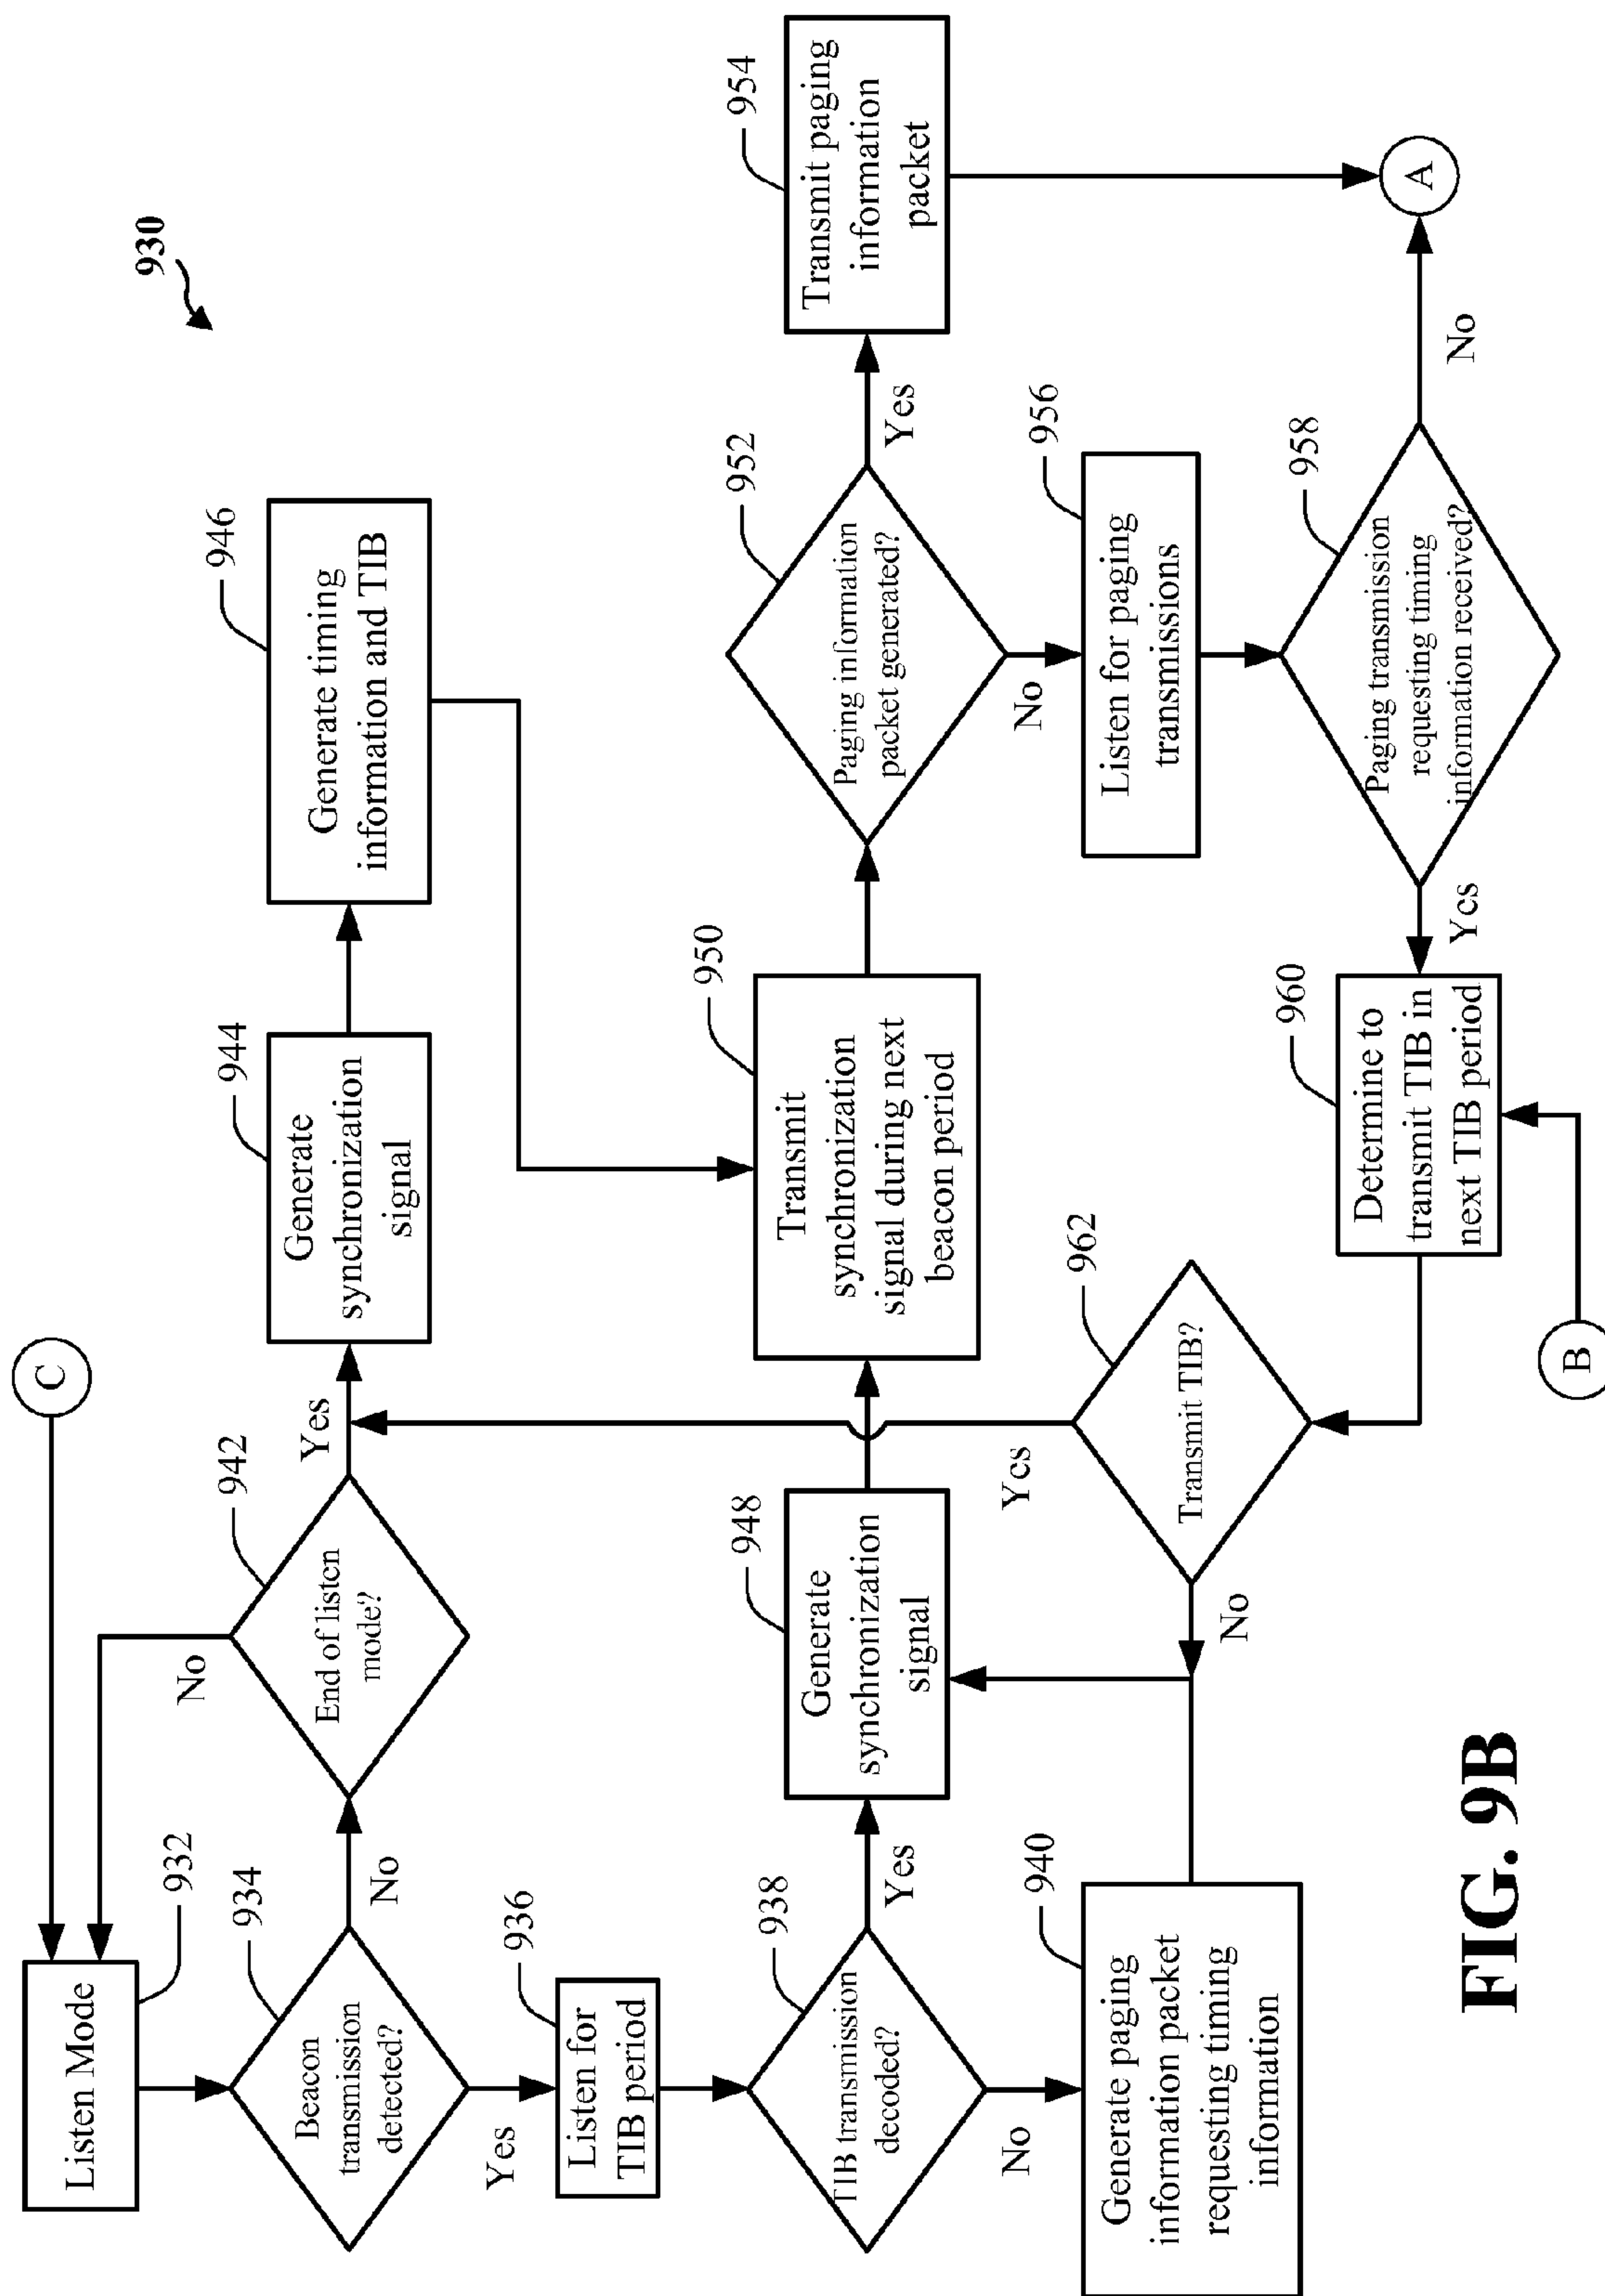 930
C
Listen Mode
932
Beacon
transmission
detected?
934
No
Yes
End of listen
mode?
942
No
Yes
Generate
synchronization
signal
944
Generate timing
information and TIB
946
Listen for
TIB period
936
TIB transmission
decoded?
938
Yes
No
Generate
synchronization
signal
948
Transmit
synchronization
signal during next
beacon period
950
Paging information
packet generated?
952
Yes
No
Transmit paging
information
packet
954
Generate paging
information packet
requesting timing
information
940
Transmit TIB?
962
Yes
No
Listen for paging
transmissions
956
Determine to
transmit TIB in
next TIB period
960
Paging transmission
requesting timing
information received?
958
Yes
No
A
B
FIG. 9B